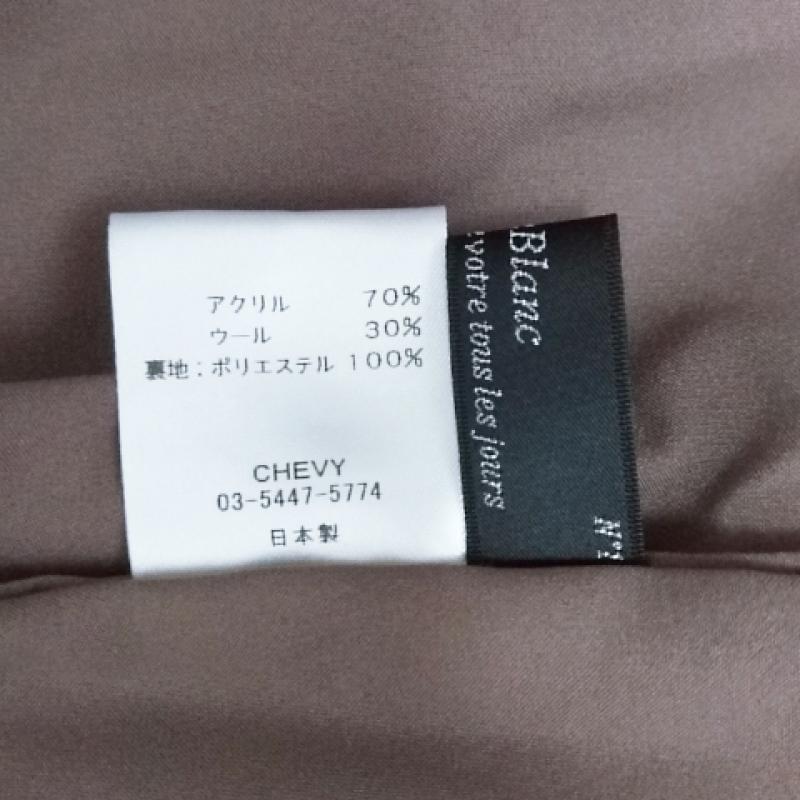 アクリル 70%
ウール 30%
裏地：ポリエステル 100%
CHEVY
03-5447-5774
日本製
Blanc
votre tous les jours
N°1